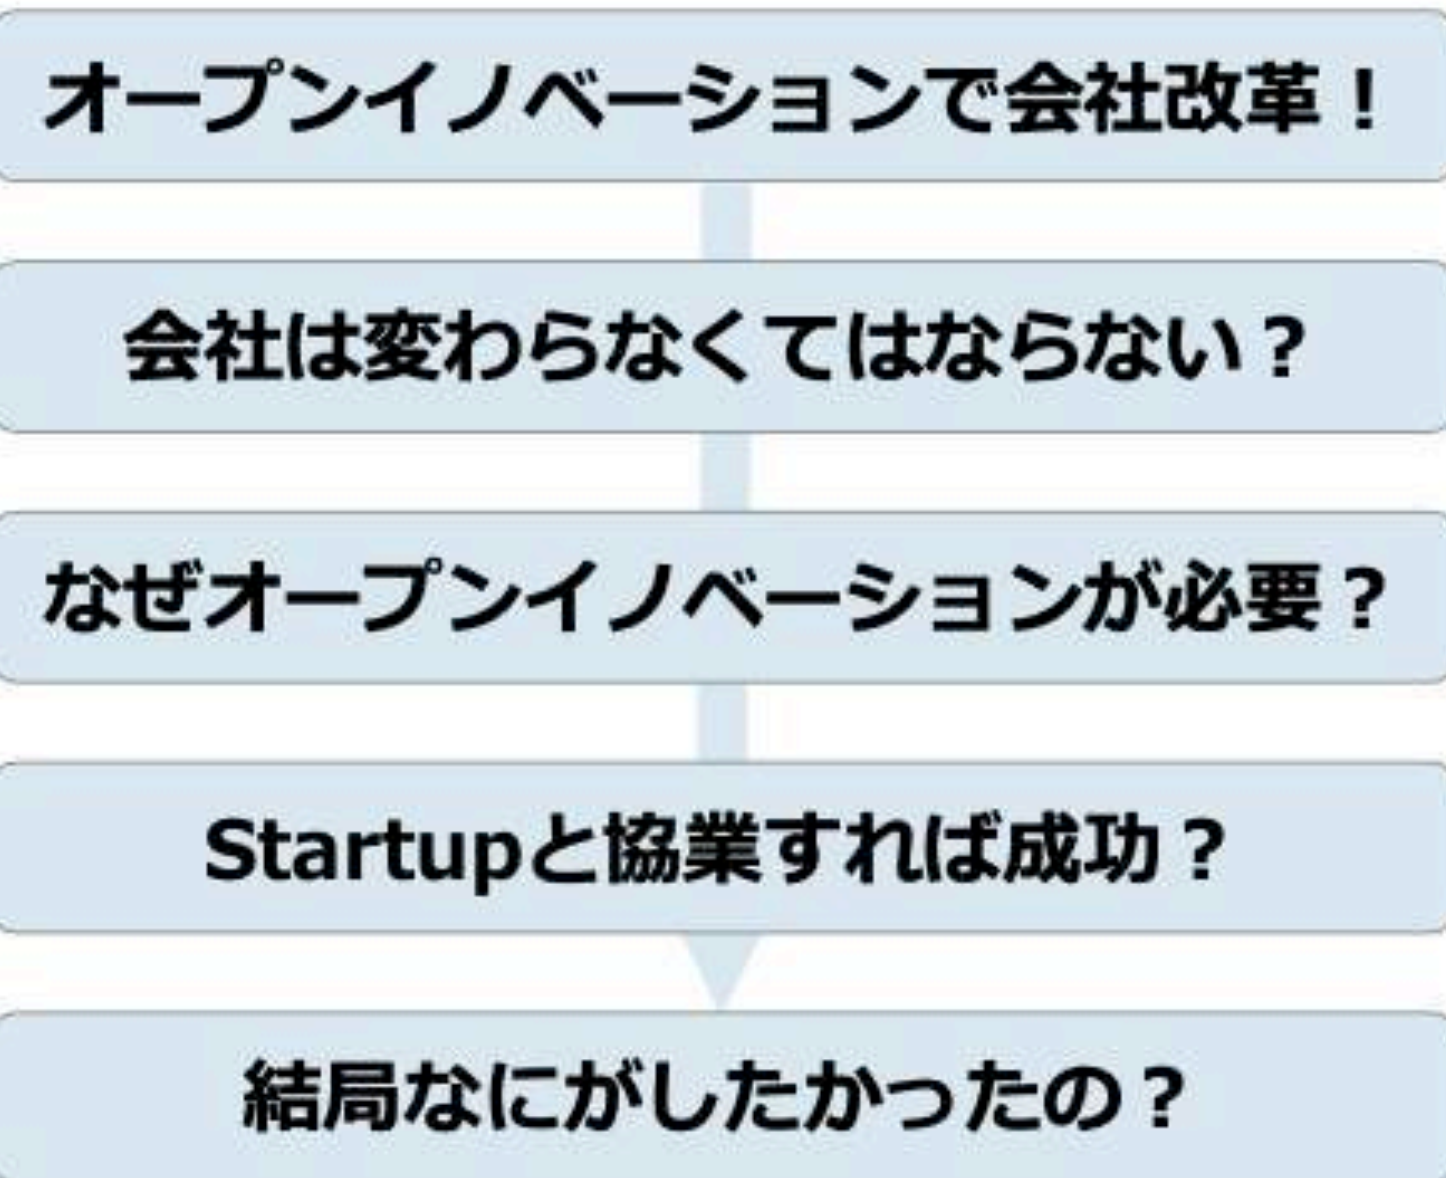 オープンイノベーションで会社改革！
会社は変わらなくてはならない？
なぜオープンイノベーションが必要？
Startupと協業すれば成功？
結局なにがしたかったの？